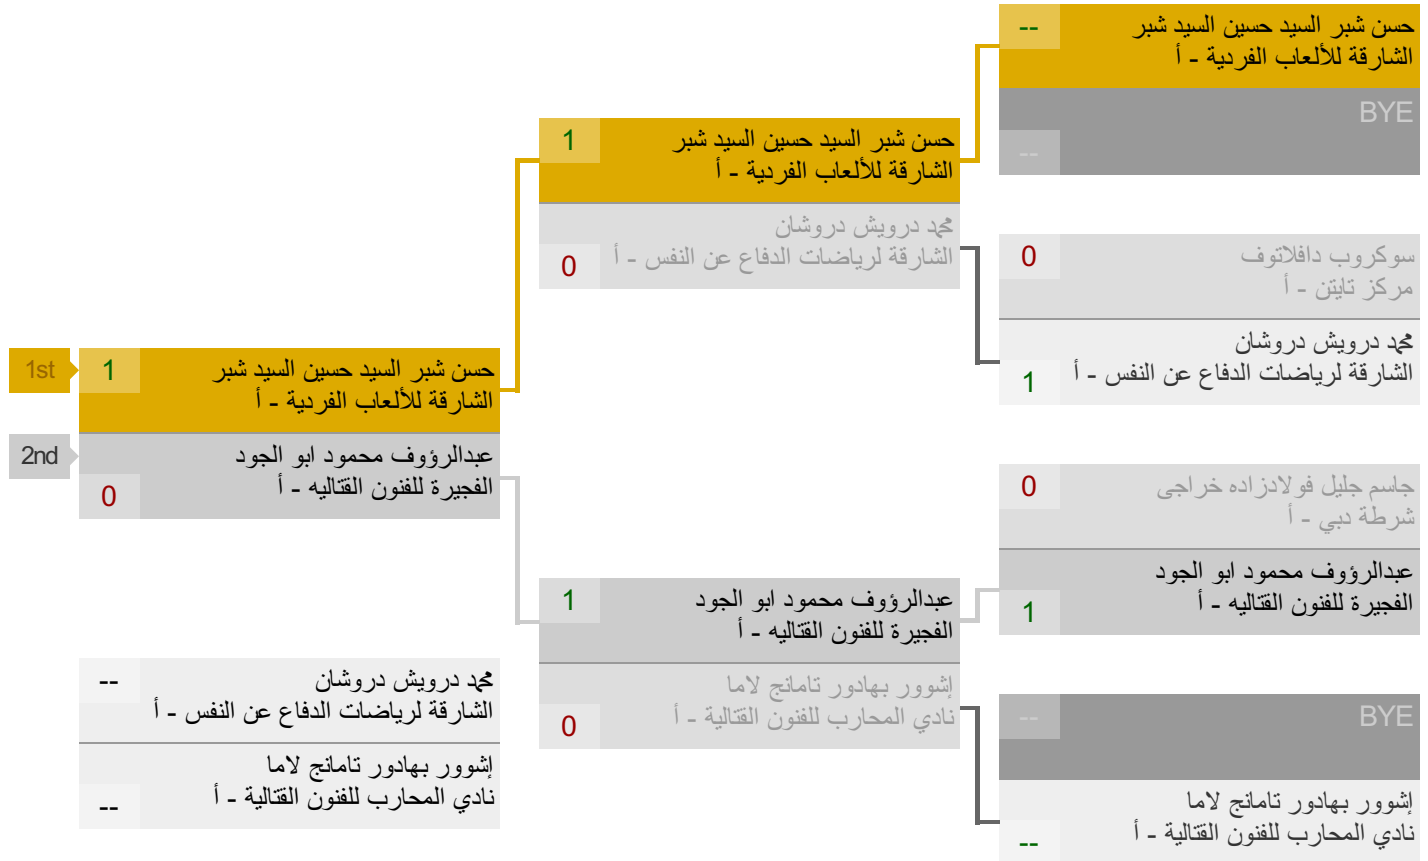 --
حسن شبر السيد حسين السيد شبر
الشارقة للألعاب الفردية - أ
BYE
--
سوكروب دافلاتوف
مركز تايتن - أ
0
محمد درويش دروشان
الشارقة لرياضات الدفاع عن النفس - أ
1
جاسم جليل فولادزاده خراجى
شرطة دبي - أ
0
عبدالرؤوف محمود ابو الجود
الفجيرة للفنون القتاليه - أ
1
BYE
--
إشوور بهادور تامانج لاما
نادي المحارب للفنون القتالية - أ
--
حسن شبر السيد حسين السيد شبر
الشارقة للألعاب الفردية - أ
1
محمد درويش دروشان
الشارقة لرياضات الدفاع عن النفس - أ
0
عبدالرؤوف محمود ابو الجود
الفجيرة للفنون القتاليه - أ
1
إشوور بهادور تامانج لاما
نادي المحارب للفنون القتالية - أ
0
حسن شبر السيد حسين السيد شبر
الشارقة للألعاب الفردية - أ
1
1st
عبدالرؤوف محمود ابو الجود
الفجيرة للفنون القتاليه - أ
0
2nd
محمد درويش دروشان
الشارقة لرياضات الدفاع عن النفس - أ
--
إشوور بهادور تامانج لاما
نادي المحارب للفنون القتالية - أ
--